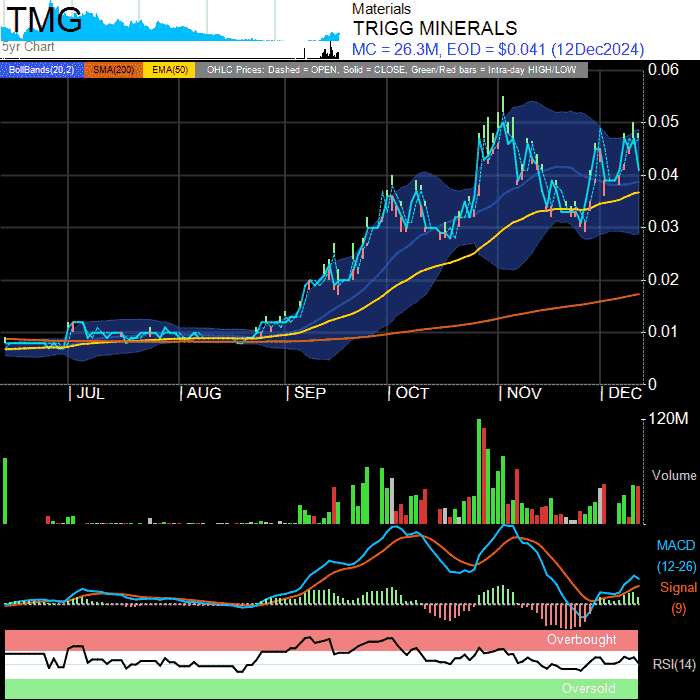 TMG
5yr Chart
Materials
TRIGG MINERALS
MC = 26.3M, EOD = $0.041 (12Dec2024)
BollBands(20,2) SMA(200) EMA(50) OHLC Prices: Dashed = OPEN, Solid = CLOSE, Green/Red bars = Intra-day HIGH/LOW
0.06
0.05
0.04
0.03
0.02
0.01
0
JUL AUG SEP OCT NOV DEC
120M
Volume
MACD
(12-26)
Signal
(9)
Overbought
RSI(14)
Oversold